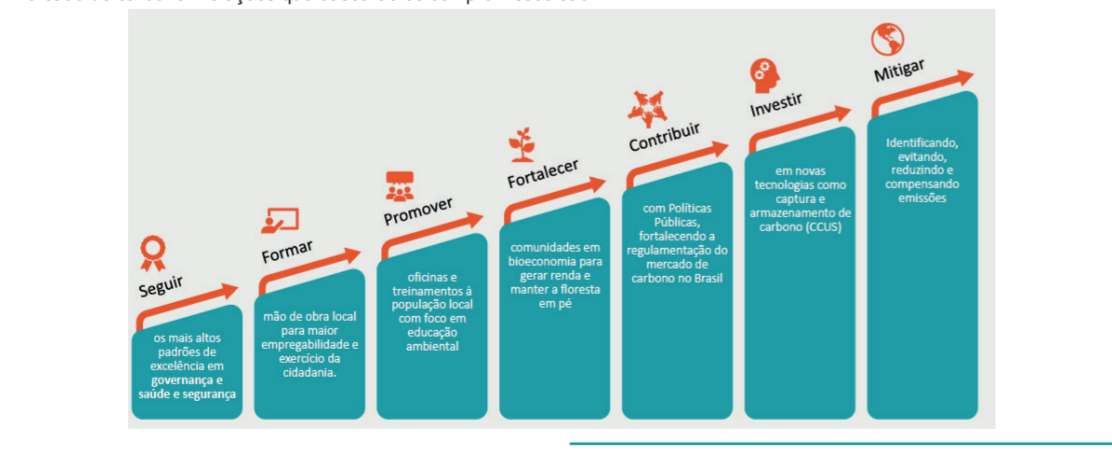 Seguir
os mais altos
padrões de
excelência em
governança e
saúde e segurança
Formar
mão de obra local
para maior
empregabilidade e
exercício da
cidadania.
Promover
oficinas e
treinamentos à
população local
com foco em
educação
ambiental
Fortalecer
comunidades em
bioeconomia para
gerar renda e
manter a floresta
em pé
Contribuir
com Políticas
Públicas,
fortalecendo a
regulamentação do
mercado de
carbono no Brasil
Investir
em novas
tecnologias como
captura e
armazenamento de
carbono (CCUS)
Mitigar
Identificando,
evitando,
reduzindo e
compensando
emissões